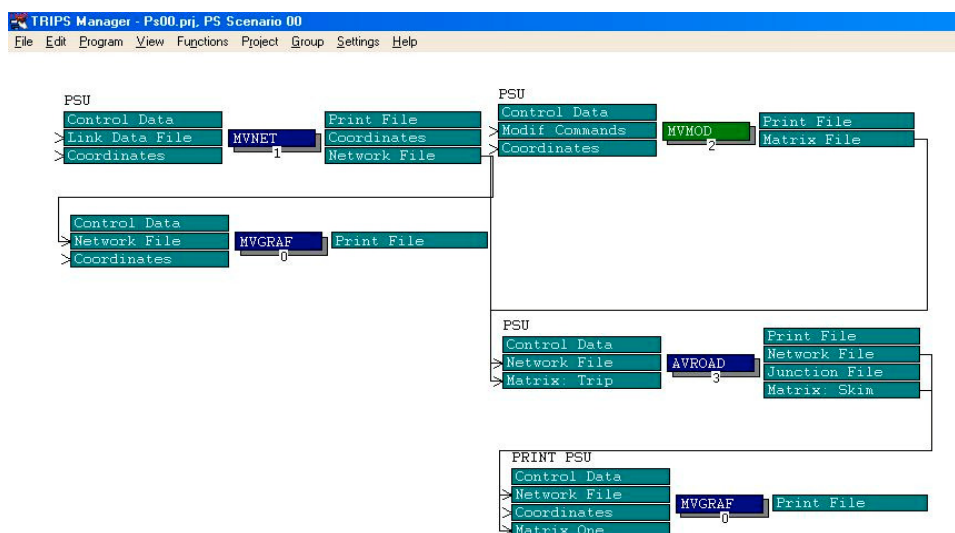 TRIPS Manager - Ps00.prj, PS Scenario 00
File Edit Program View Functions Project Group Settings Help
PSU
Control Data
Link Data File
Coordinates
MVNET
1
Print File
Coordinates
Network File
PSU
Control Data
Modif Commands
Coordinates
MVMOD
2
Print File
Matrix File
Control Data
Network File
Coordinates
MVGRAF
0
Print File
PSU
Control Data
Network File
Matrix: Trip
AVROAD
3
Print File
Network File
Junction File
Matrix: Skim
PRINT PSU
Control Data
Network File
Coordinates
Matrix One
MVGRAF
0
Print File